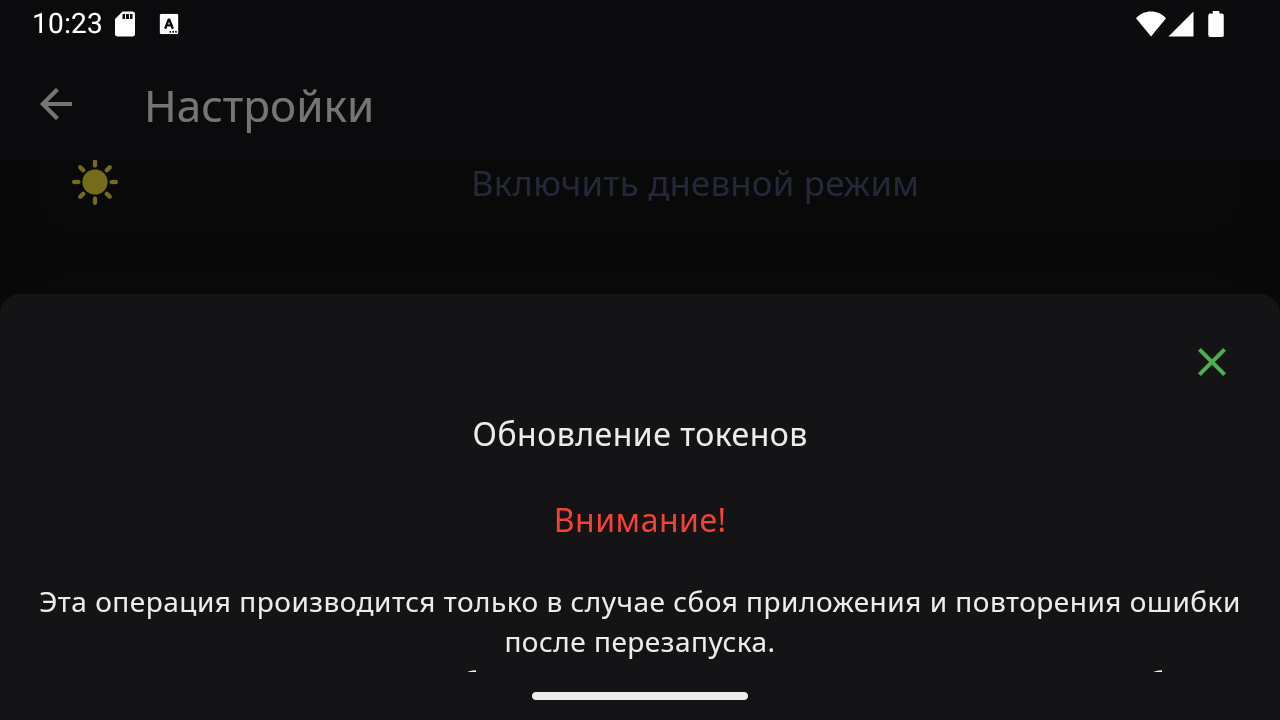 10:23
Настройки
Включить дневной режим
Обновление токенов
Внимание!
Эта операция производится только в случае сбоя приложения и повторения ошибки
после перезапуска.